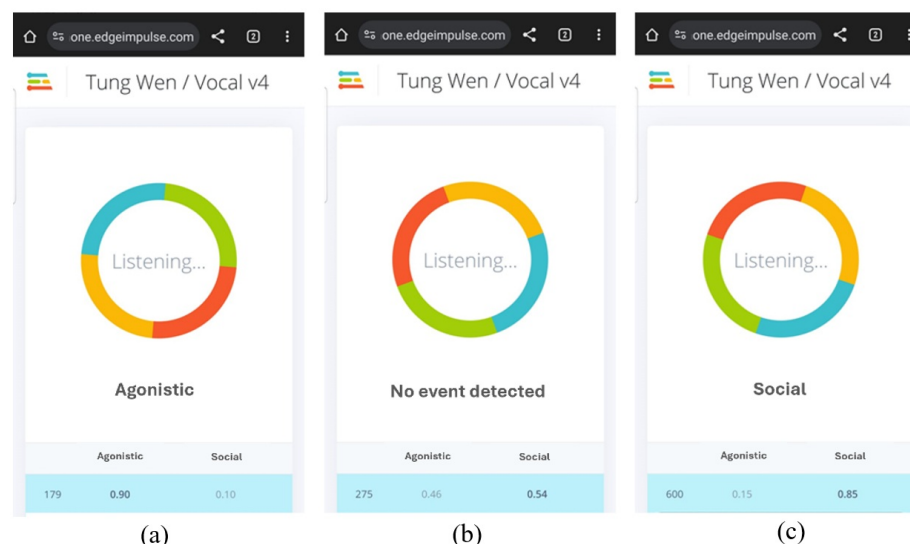 one.edgeimpulse.com 2
Tung Wen / Vocal v4
Listening...
Agonistic
Agonistic Social
179 0.90 0.10
(a)
one.edgeimpulse.com 2
Tung Wen / Vocal v4
Listening...
No event detected
Agonistic Social
275 0.46 0.54
(b)
one.edgeimpulse.com 2
Tung Wen / Vocal v4
Listening...
Social
Agonistic Social
600 0.15 0.85
(c)